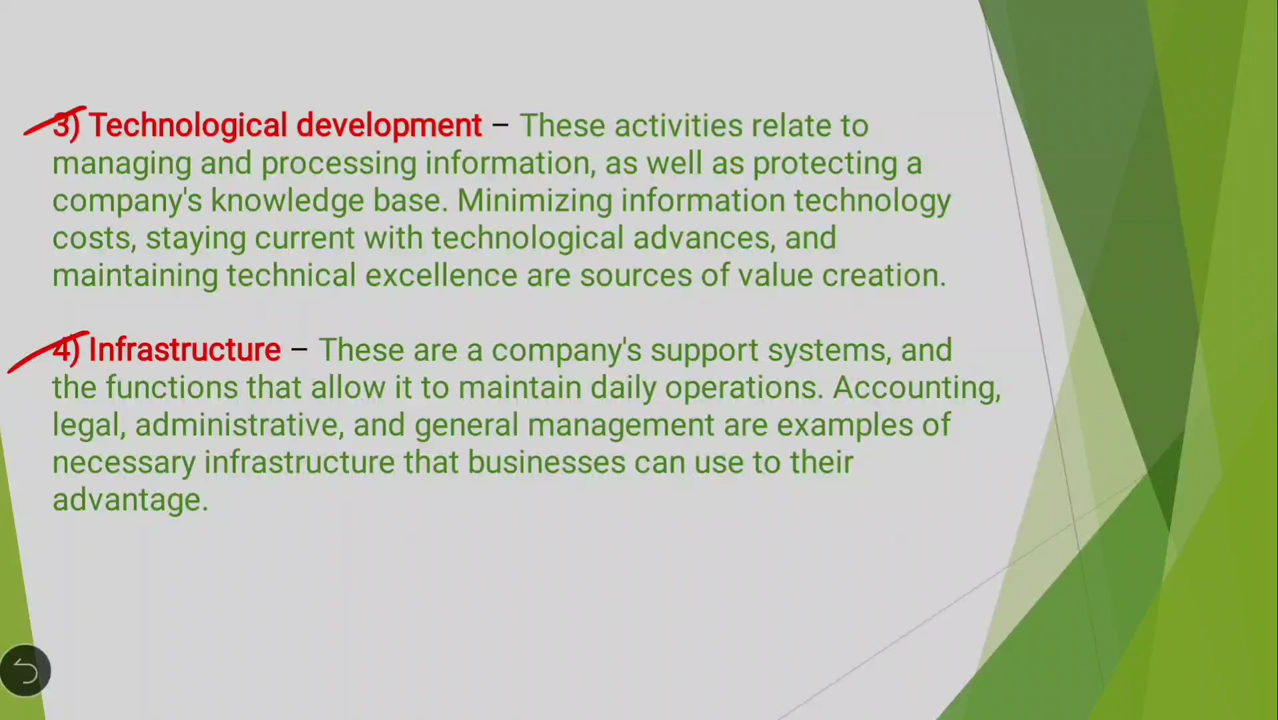 3) Technological development – These activities relate to
managing and processing information, as well as protecting a
company's knowledge base. Minimizing information technology
costs, staying current with technological advances, and
maintaining technical excellence are sources of value creation.
4) Infrastructure – These are a company's support systems, and
the functions that allow it to maintain daily operations. Accounting,
legal, administrative, and general management are examples of
necessary infrastructure that businesses can use to their
advantage.